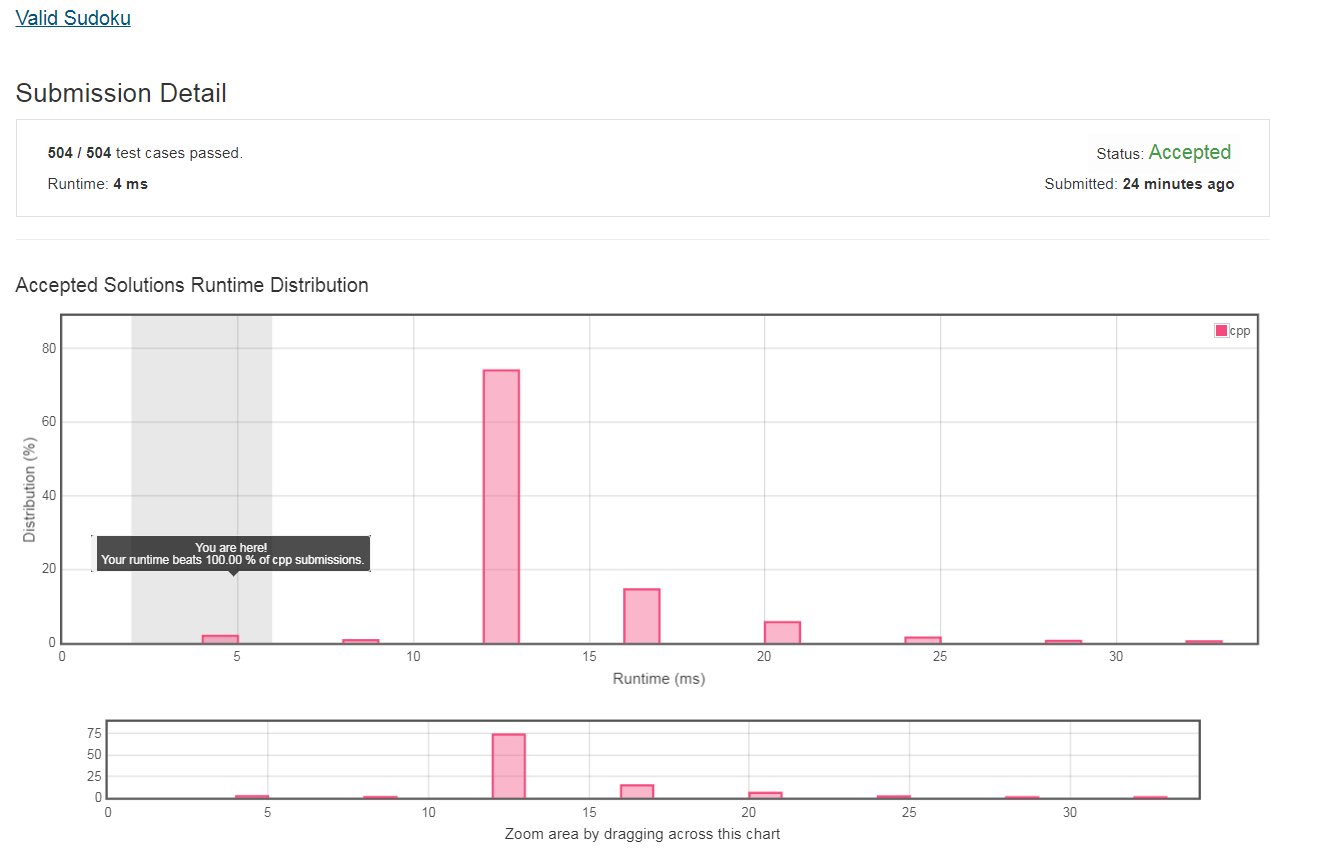 Valid Sudoku
Submission Detail
504 / 504 test cases passed.
Status: Accepted
Runtime: 4 ms
Submitted: 24 minutes ago
Accepted Solutions Runtime Distribution
cpp
80
60
40
20
0
Distribution (%)
You are here!
Your runtime beats 100.00 % of cpp submissions.
0 5 10 15 20 25 30
Runtime (ms)
75
50
25
0
0 5 10 15 20 25 30
Zoom area by dragging across this chart